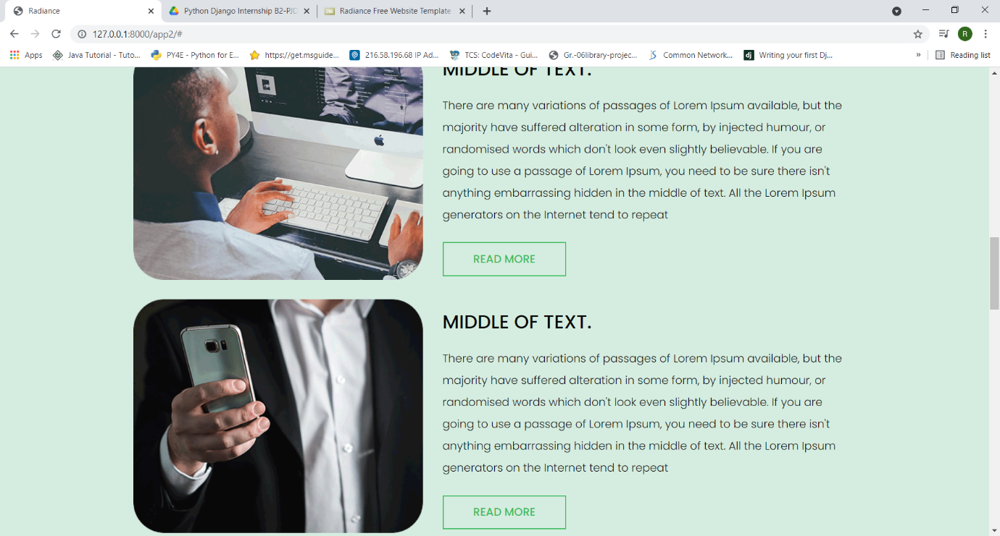 Radiance
Python Django Internship B2-PJD
Radiance Free Website Template
127.0.0.1:8000/app2/#
R
Apps
Java Tutorial - Tuto...
PY4E - Python for E...
https://get.msguide...
216.58.196.68 IP Ad...
TCS: CodeVita - Gui...
Gr.-06library-projec...
Common Network...
dj
Writing your first Dj...
»
Reading list
MIDDLE OF TEXT.
There are many variations of passages of Lorem Ipsum available, but the
majority have suffered alteration in some form, by injected humour, or
randomised words which don't look even slightly believable. If you are
going to use a passage of Lorem Ipsum, you need to be sure there isn't
anything embarrassing hidden in the middle of text. All the Lorem Ipsum
generators on the Internet tend to repeat
READ MORE
MIDDLE OF TEXT.
There are many variations of passages of Lorem Ipsum available, but the
majority have suffered alteration in some form, by injected humour, or
randomised words which don't look even slightly believable. If you are
going to use a passage of Lorem Ipsum, you need to be sure there isn't
anything embarrassing hidden in the middle of text. All the Lorem Ipsum
generators on the Internet tend to repeat
READ MORE